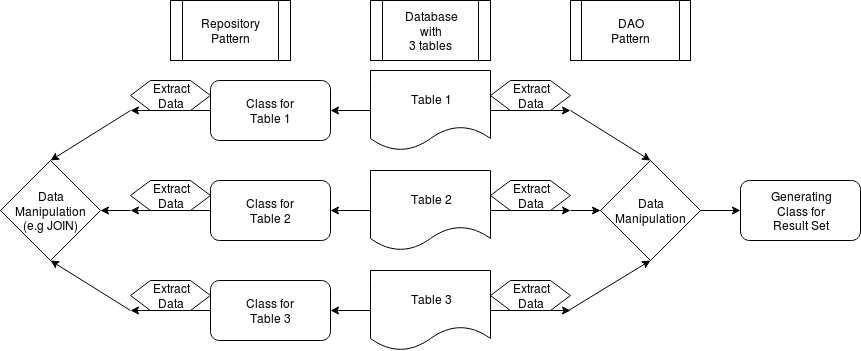 Repository
Pattern
Database
with
3 tables
DAO
Pattern
Extract
Data
Class for
Table 1
Table 1
Extract
Data
Data
Manipulation
(e.g JOIN)
Extract
Data
Class for
Table 2
Table 2
Extract
Data
Data
Manipulation
Generating
Class for
Result Set
Extract
Data
Class for
Table 3
Table 3
Extract
Data